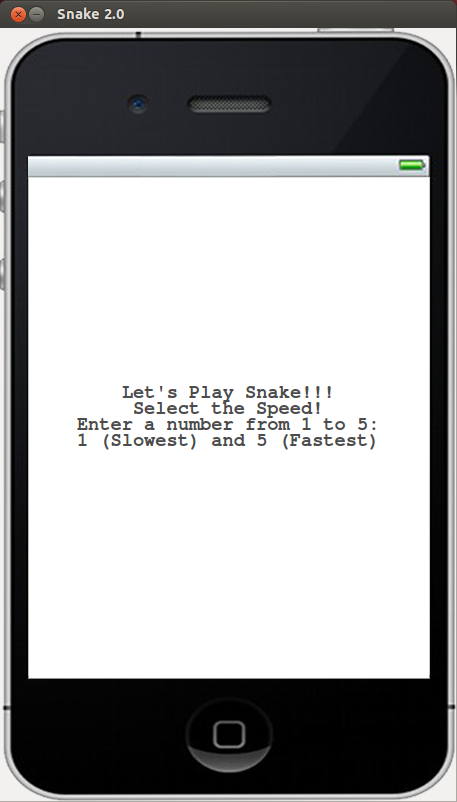 Snake 2.0
Let's Play Snake!!!
Select the Speed!
Enter a number from 1 to 5:
1 (Slowest) and 5 (Fastest)